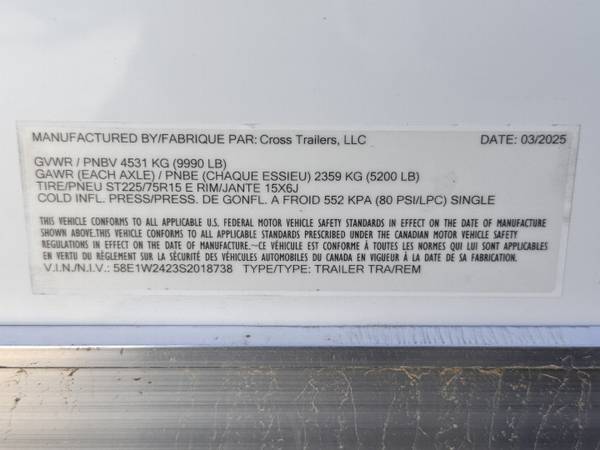 MANUFACTURED BY/FABRIQUE PAR: Cross Trailers, LLC DATE: 03/2025
GVWR / PNBV 4531 KG (9990 LB)
GAWR (EACH AXLE) / PNBE (CHAQUE ESSIEU) 2359 KG (5200 LB)
TIRE/PNEU ST225/75R15 E RIM/JANTE 15X6J
COLD INFL. PRESS/PRESS. DE GONFL. A FROID 552 KPA (80 PSI/LPC) SINGLE
THIS VEHICLE CONFORMS TO ALL APPLICABLE U.S. FEDERAL MOTOR VEHICLE SAFETY STANDARDS IN EFFECT ON THE DATE OF MANUFACTURE
SHOWN ABOVE.THIS VEHICLE CONFORMS TO ALL APPLICABLE STANDARDS PRESCRIBED UNDER THE CANADIAN MOTOR VEHICLE SAFETY
REGULATIONS IN EFFECT ON THE DATE OF MANUFACTURE.~CE VÉHICULE EST CONFORME À TOUTES LES NORMES QUI LUI SONT APPLICABLES
EN VERTU DU RÈGLEMENT SUR LA SÉCURITÉ DES VÉHICULES AUTOMOBILES DU CANADA EN VIGUEUR À LA DATE DE SA FABRICATION.
V.I.N./N.I.V.: 58E1W2423S2018738 TYPE/TYPE: TRAILER TRA/REM